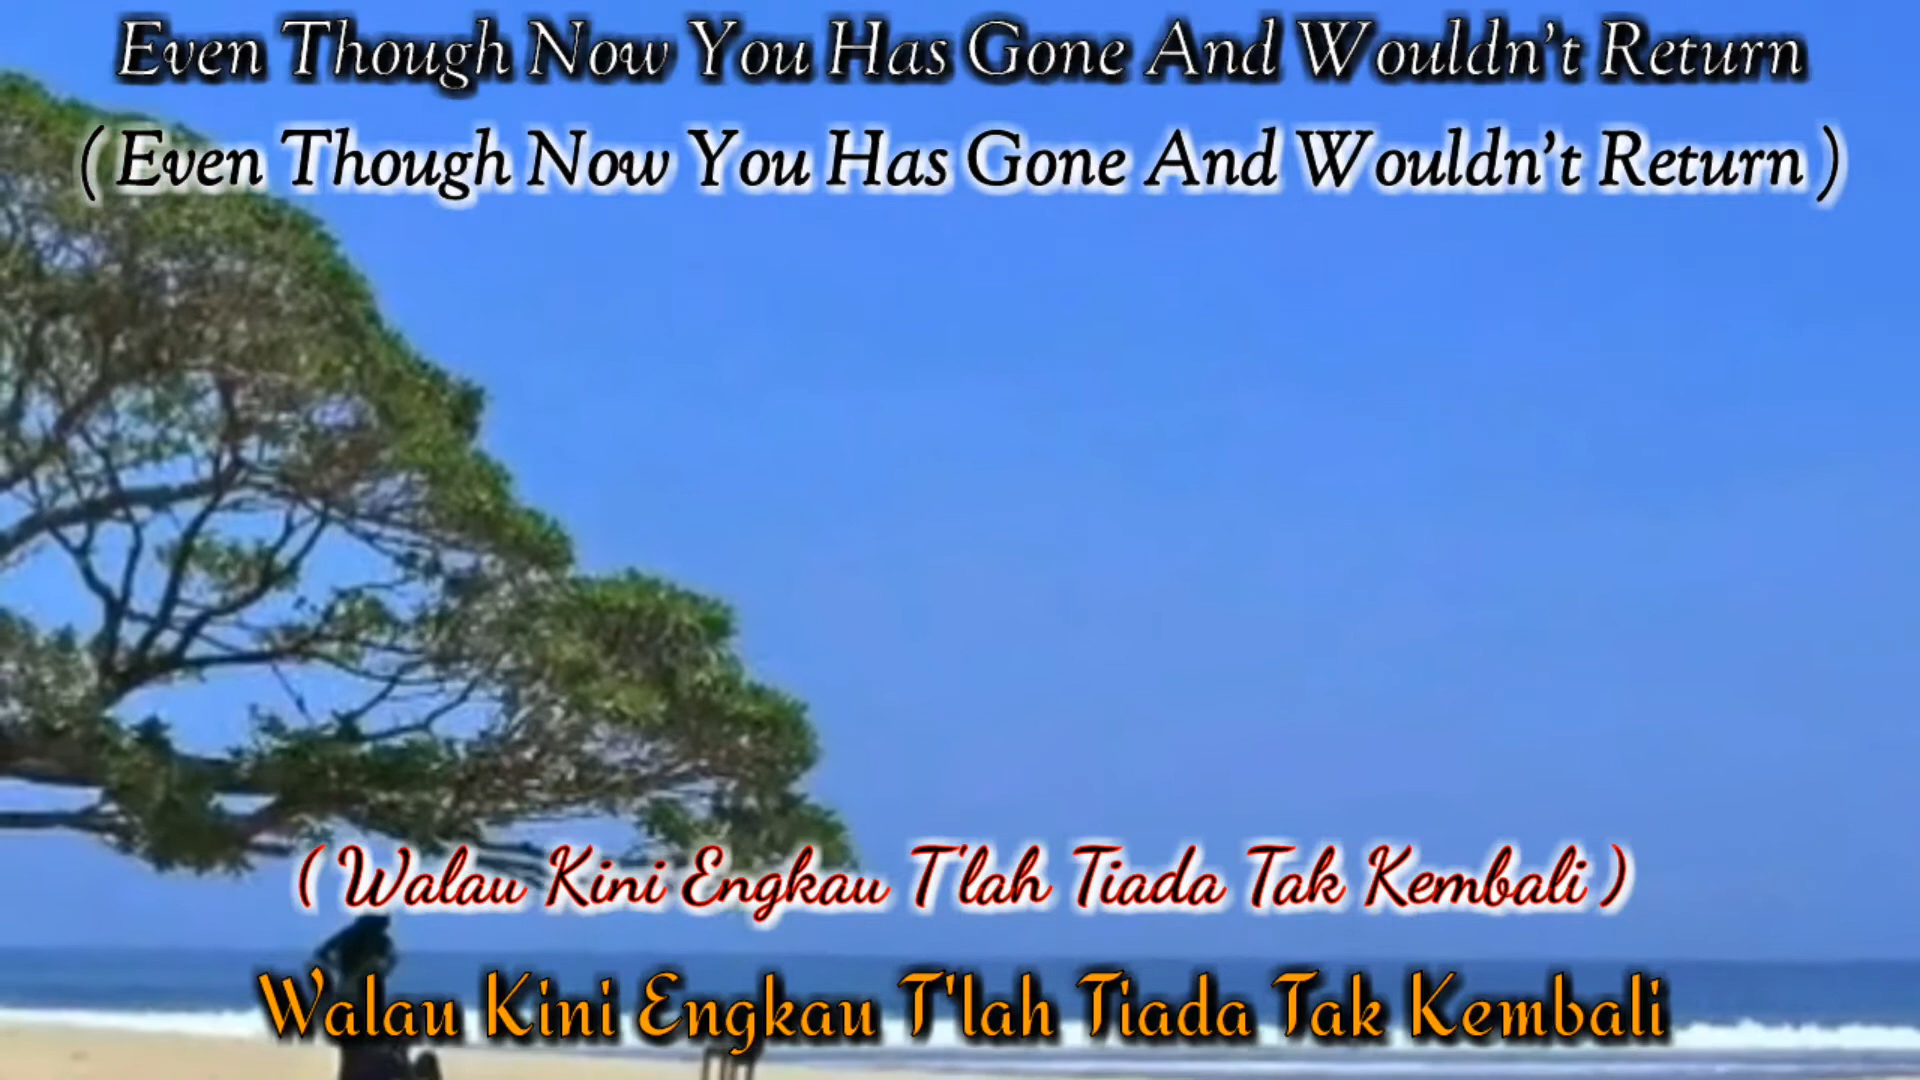 Even Though Now You Has Gone And Wouldn't Return
( Even Though Now You Has Gone And Wouldn't Return )
( Walau Kini Engkau T'lah Tiada Tak Kembali )
Walau Kini Engkau T'lah Tiada Tak Kembali